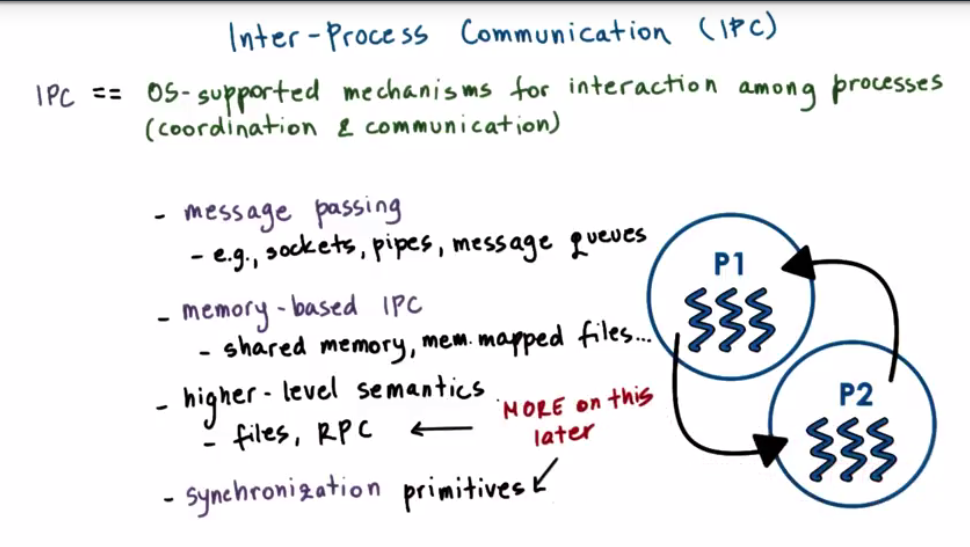 Inter-Process Communication (IPC)
IPC == OS-supported mechanisms for interaction among processes
(coordination & communication)
- message passing
- e.g., sockets, pipes, message queues
- memory-based IPC
- shared memory, mem. mapped files...
- higher-level semantics
- files, RPC ←
MORE on this
later
- synchronization primitives ↙
P1
P2